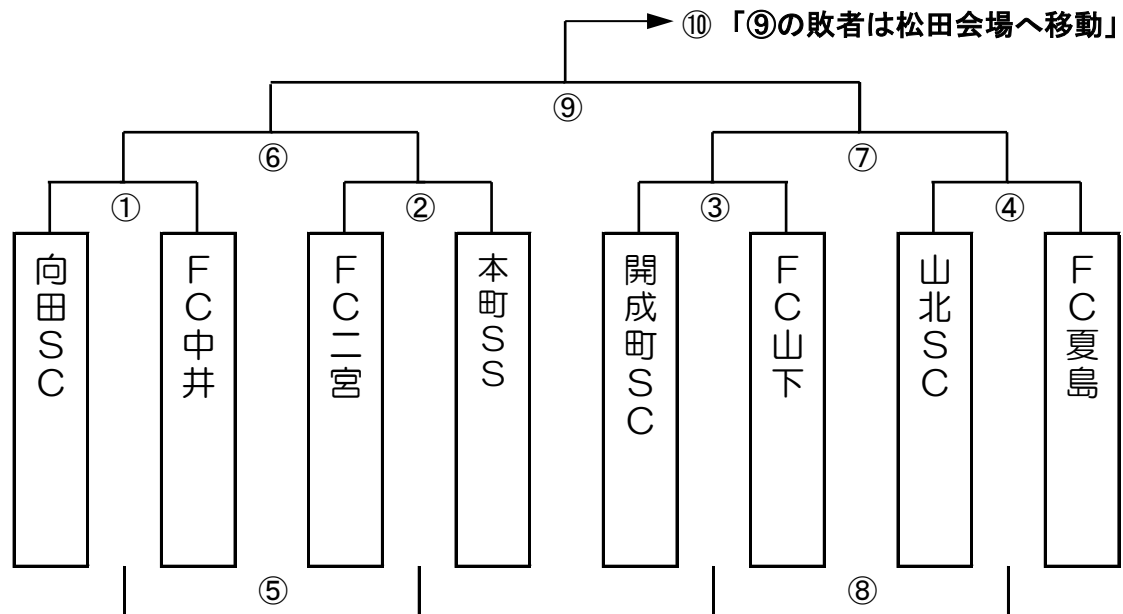 ⑩「⑨の敗者は松田会場へ移動」
⑨
⑥ ⑦
① ② ③ ④
向田SC
FC中井
FC二宮
本町SS
開成町SC
FC山下
山北SC
FC夏島
⑤ ⑧